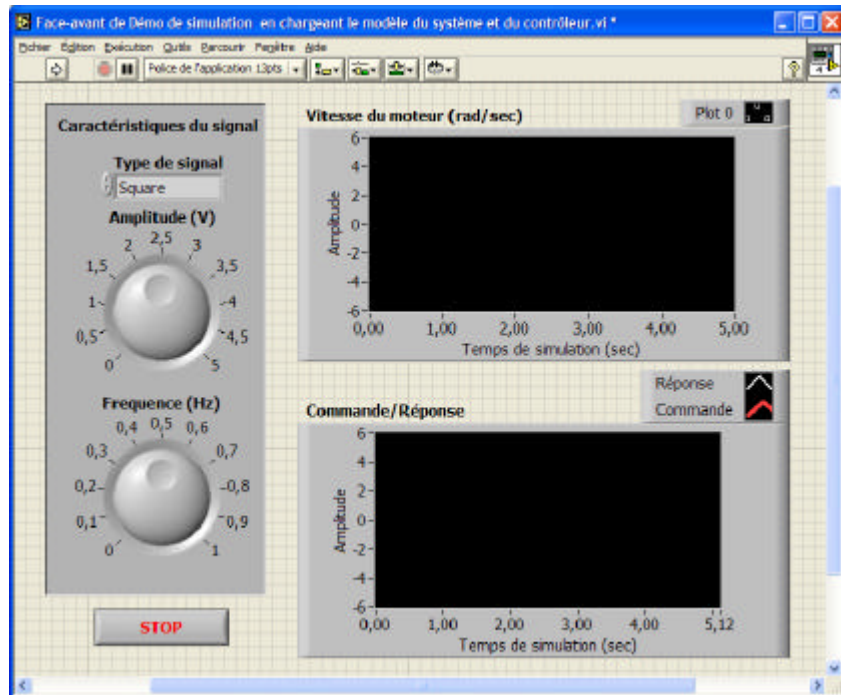 Face-avant de Démo de simulation en chargeant le modèle du système et du contrôleur.vi *
Fichier Édition Exécution Outils Parcourir Fenêtre Aide
Police de l'application 13pts
Caractéristiques du signal
Type de signal
Square
Amplitude (V)
0 0,5 1 1,5 2 2,5 3 3,5 4 4,5 5
Frequence (Hz)
0 0,1 0,2 0,3 0,4 0,5 0,6 0,7 0,8 0,9 1
STOP
Vitesse du moteur (rad/sec)
Plot 0
Amplitude
6 4 2 0 -2 -4 -6
0,00 1,00 2,00 3,00 4,00 5,00
Temps de simulation (sec)
Réponse
Commande
Commande/Réponse
Amplitude
6 4 2 0 -2 -4 -6
0,00 1,00 2,00 3,00 4,00 5,12
Temps de simulation (sec)